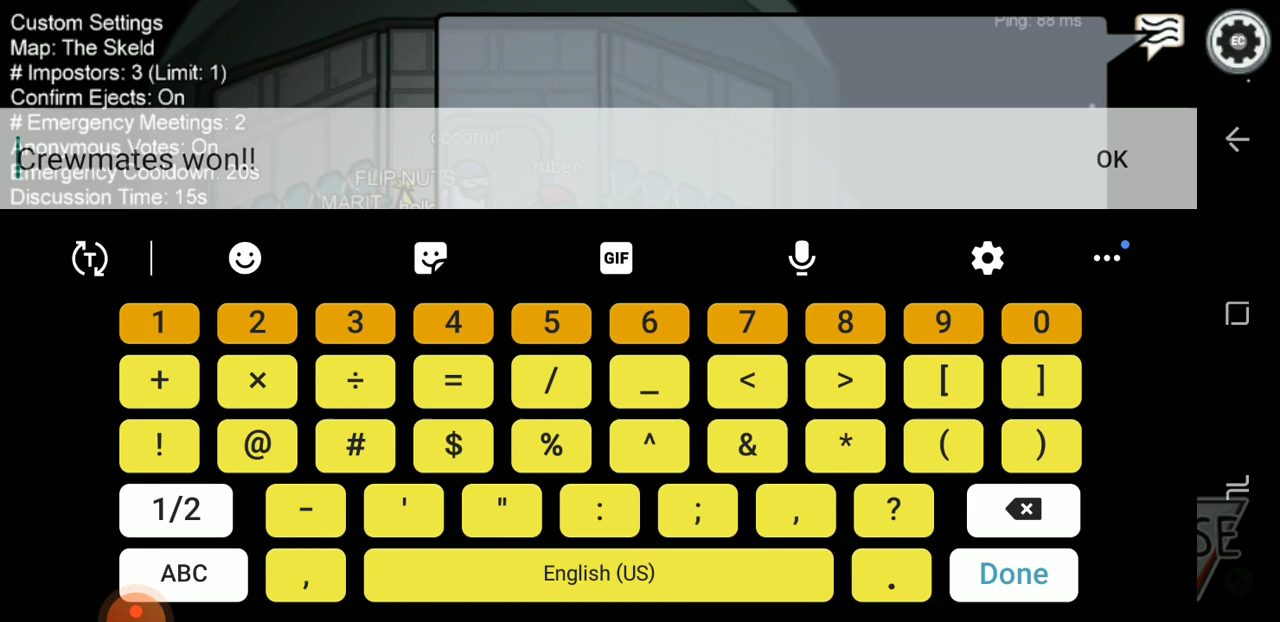 Custom Settings
Map: The Skeld
# Impostors: 3 (Limit: 1)
Confirm Ejects: On
# Emergency Meetings: 2
Anonymous Votes: On
Emergency Cooldown: 20s
Discussion Time: 15s
Ping: 88 ms
EC
Crewmates won!!
OK
coconut
ruben
FLIP NUTS
MARIT
T
GIF
1 2 3 4 5 6 7 8 9 0
+ × ÷ = / _ < > [ ]
! @ # $ % ^ & * ( )
1/2 - ' " : ; , ?
ABC , English (US) . Done